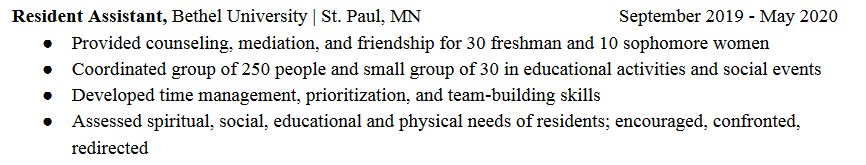 Resident Assistant, Bethel University | St. Paul, MN September 2019 - May 2020
● Provided counseling, mediation, and friendship for 30 freshman and 10 sophomore women
● Coordinated group of 250 people and small group of 30 in educational activities and social events
● Developed time management, prioritization, and team-building skills
● Assessed spiritual, social, educational and physical needs of residents; encouraged, confronted,
redirected